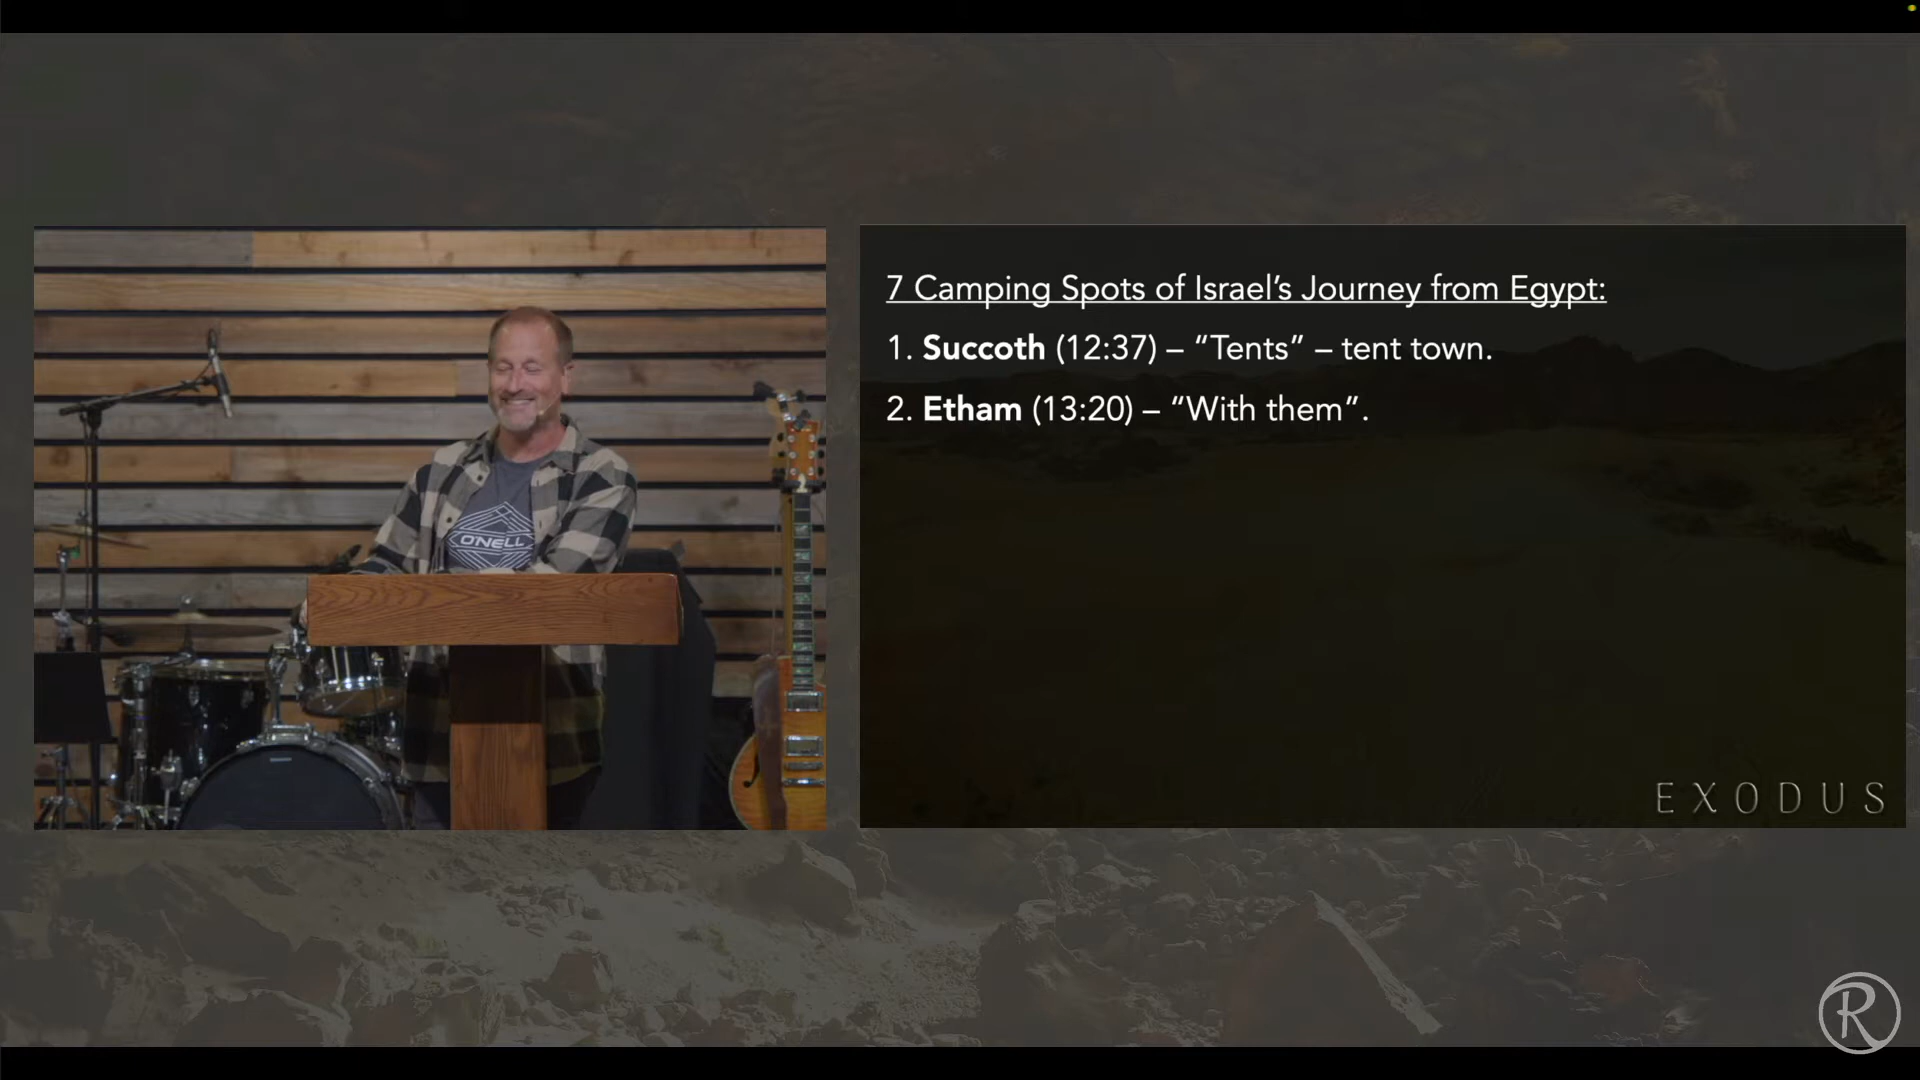 7 Camping Spots of Israel’s Journey from Egypt:
1. Succoth (12:37) – “Tents” – tent town.
2. Etham (13:20) – “With them”.
O'NELL
EXODUS
R